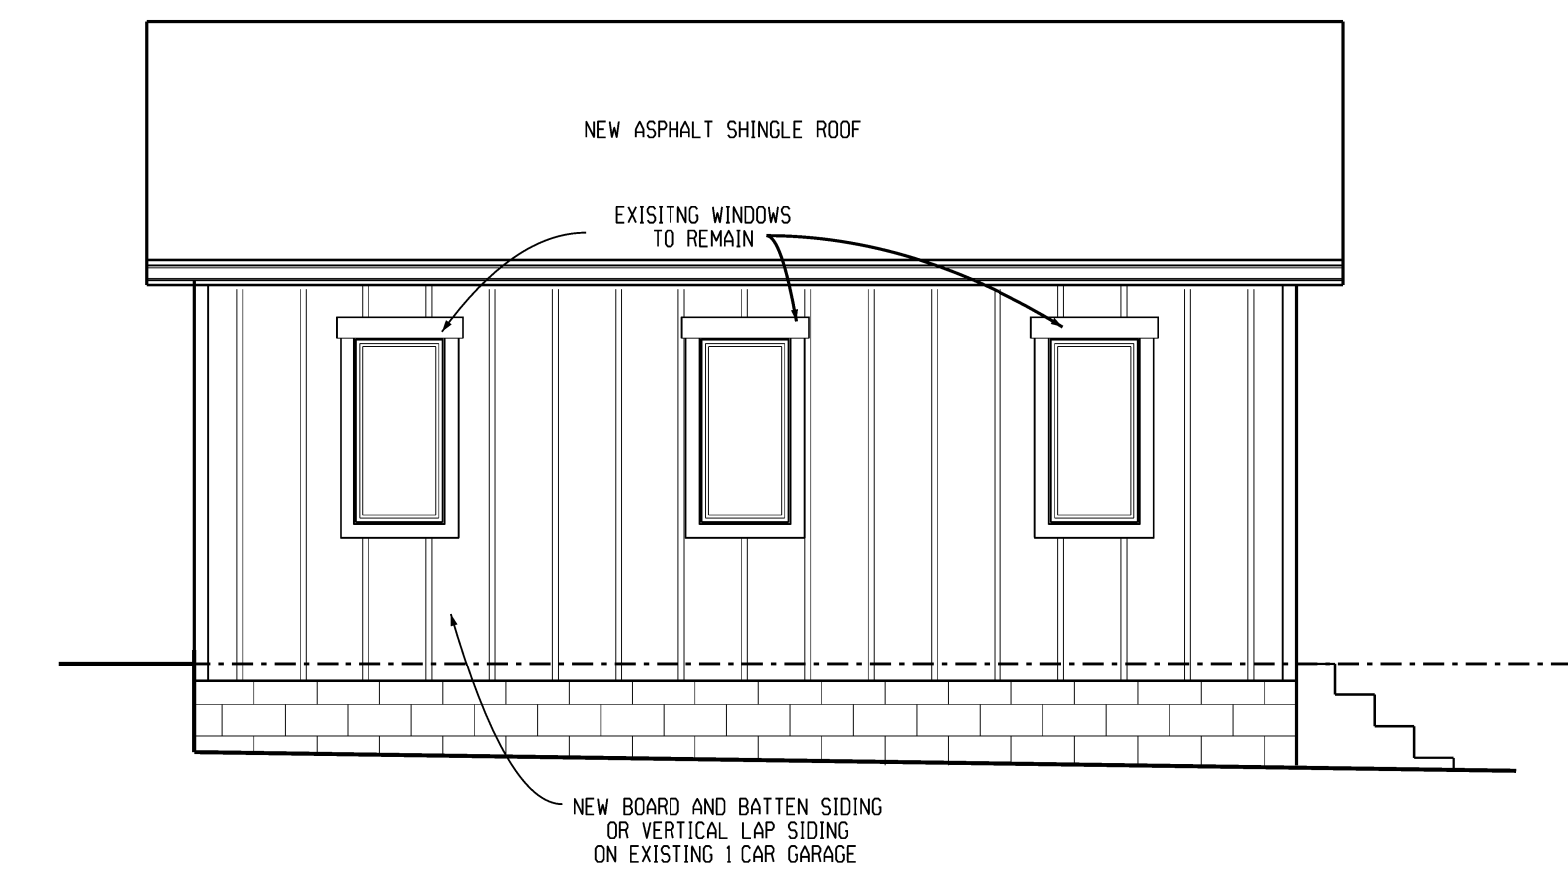 NEW ASPHALT SHINGLE ROOF
EXISITNG WINDOWS
TO REMAIN
NEW BOARD AND BATTEN SIDING
OR VERTICAL LAP SIDING
ON EXISTING 1 CAR GARAGE